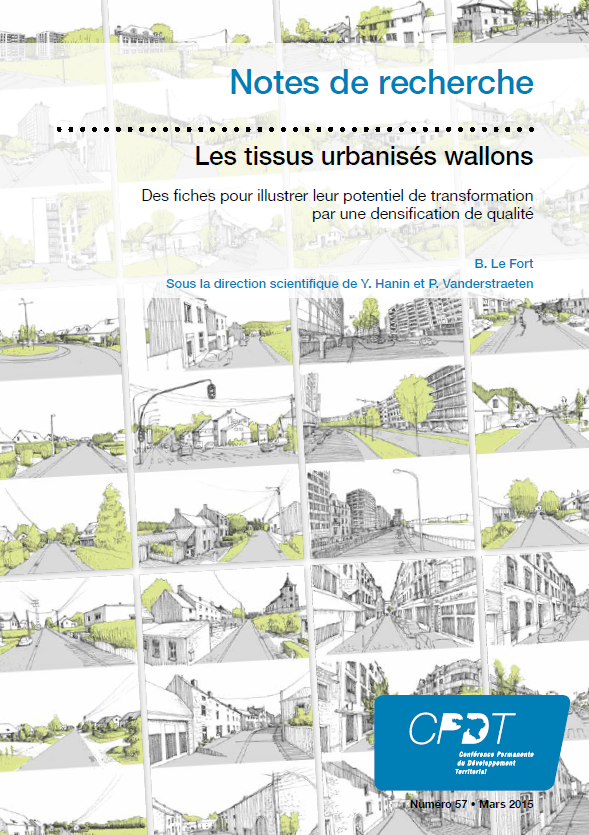 Notes de recherche
Les tissus urbanisés wallons
Des fiches pour illustrer leur potentiel de transformation
par une densification de qualité
B. Le Fort
Sous la direction scientifique de Y. Hanin et P. Vanderstraeten
CPDT
Conférence Permanente
du Développement
Territorial
Numéro 57 • Mars 2015